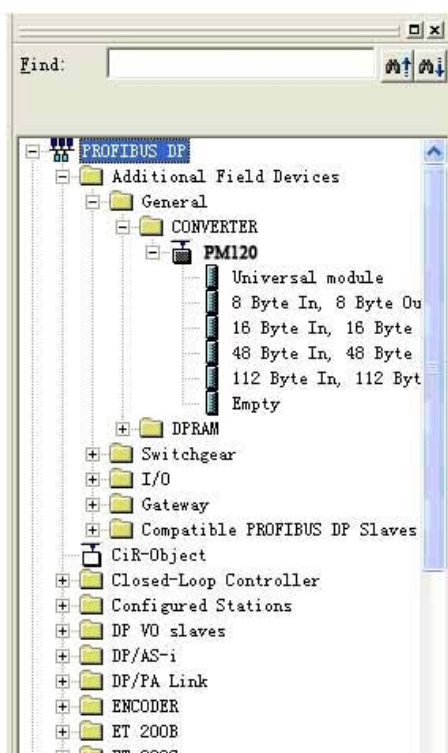 Find:
PROFIBUS DP
Additional Field Devices
General
CONVERTER
PM120
Universal module
8 Byte In, 8 Byte Ou
16 Byte In, 16 Byte
48 Byte In, 48 Byte
112 Byte In, 112 Byt
Empty
DPRAM
Switchgear
I/O
Gateway
Compatible PROFIBUS DP Slaves
CiR-Object
Closed-Loop Controller
Configured Stations
DP V0 slaves
DP/AS-i
DP/PA Link
ENCODER
ET 200B